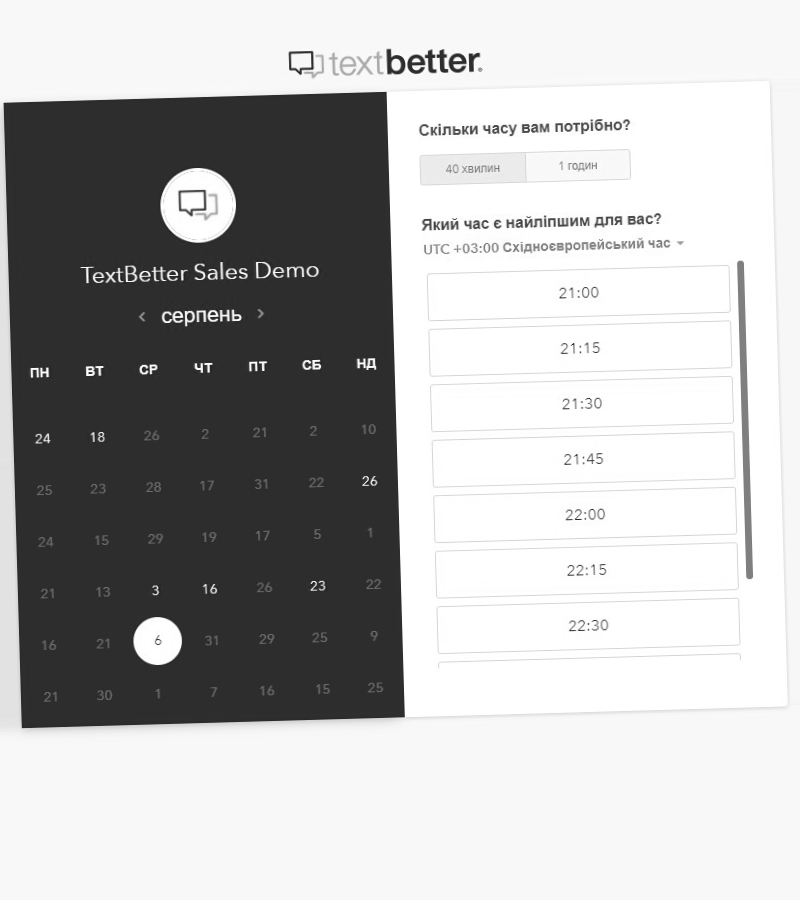 textbetter.
TextBetter Sales Demo
серпень
ПН ВТ СР ЧТ ПТ СБ НД
24 18 26 2 21 2 10
25 23 28 17 31 22 26
24 15 29 19 17 5 1
21 13 3 16 26 23 22
16 21 6 31 29 25 9
21 30 1 7 16 15 25
Скільки часу вам потрібно?
40 хвилин 1 годин
Який час є найліпшим для вас?
UTC +03:00 Східноєвропейський час
21:00
21:15
21:30
21:45
22:00
22:15
22:30